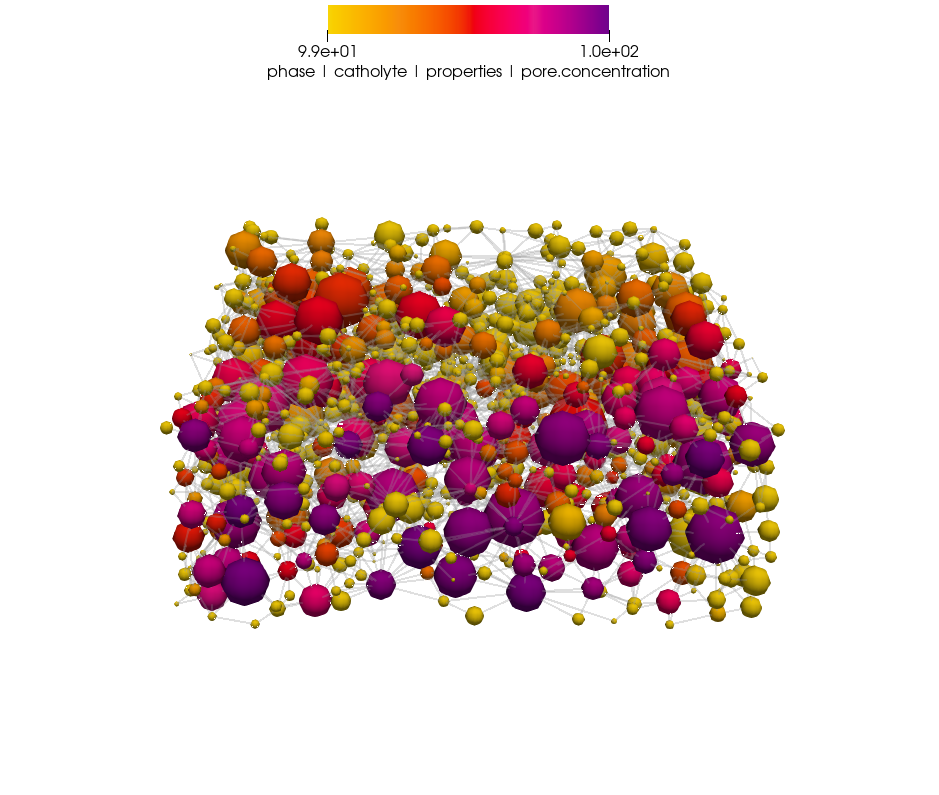 9.9e+01 1.0e+02
phase | catholyte | properties | pore.concentration